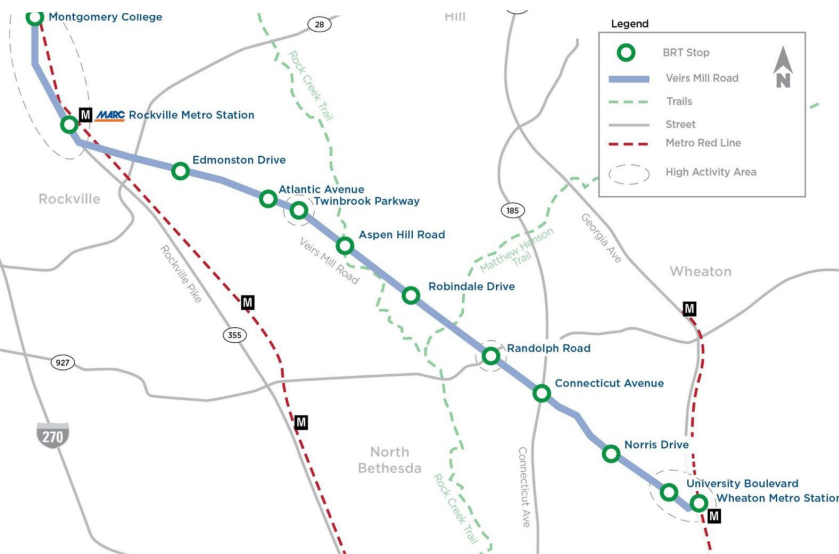 Montgomery College
28
Hill
Legend
BRT Stop
Veirs Mill Road
Trails
Street
Metro Red Line
High Activity Area
N
Rock Creek Trail
M MARC Rockville Metro Station
Edmonston Drive
Rockville
Atlantic Avenue
Twinbrook Parkway
185
Georgia Ave
Aspen Hill Road
Veirs Mill Road
Matthew Henson
Trail
Rockville Pike
Wheaton
Robindale Drive
M
M
355
Randolph Road
927
Connecticut Avenue
M
270
North
Bethesda
Norris Drive
Connecticut Ave
Rock Creek Trail
University Boulevard
Wheaton Metro Station
M